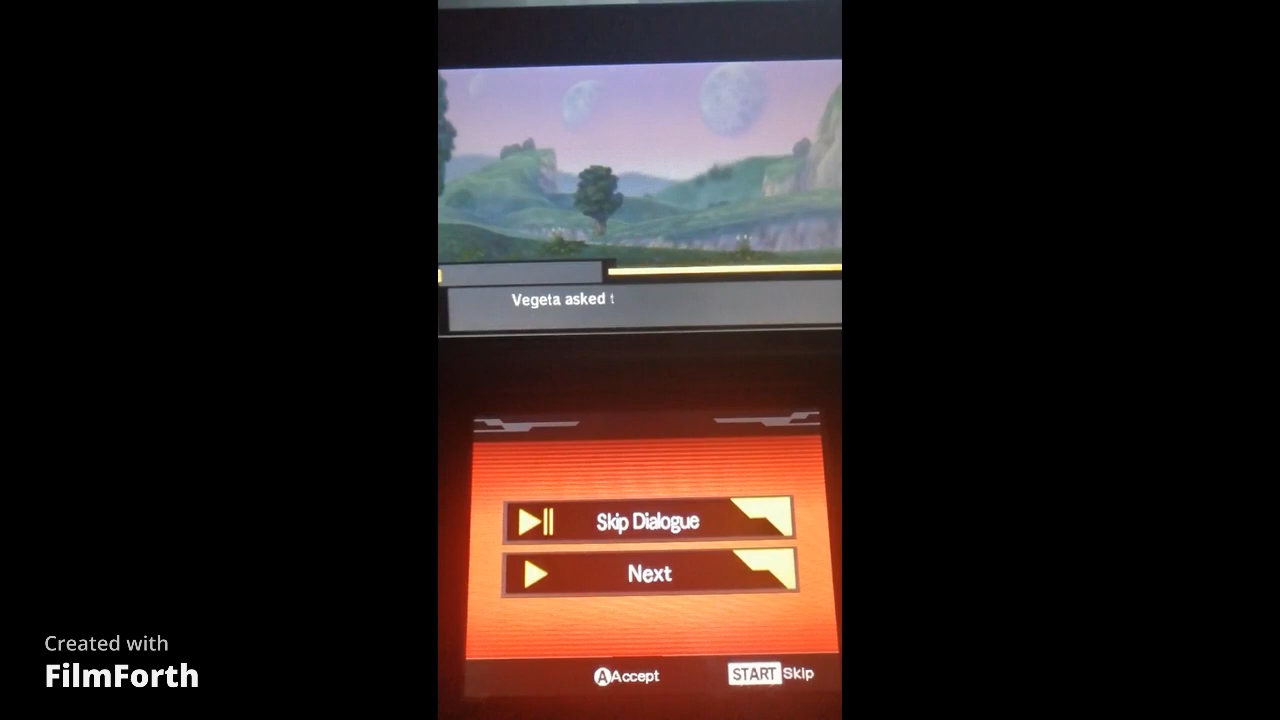 Vegeta asked t
Skip Dialogue
Next
A Accept
START Skip
Created with
FilmForth